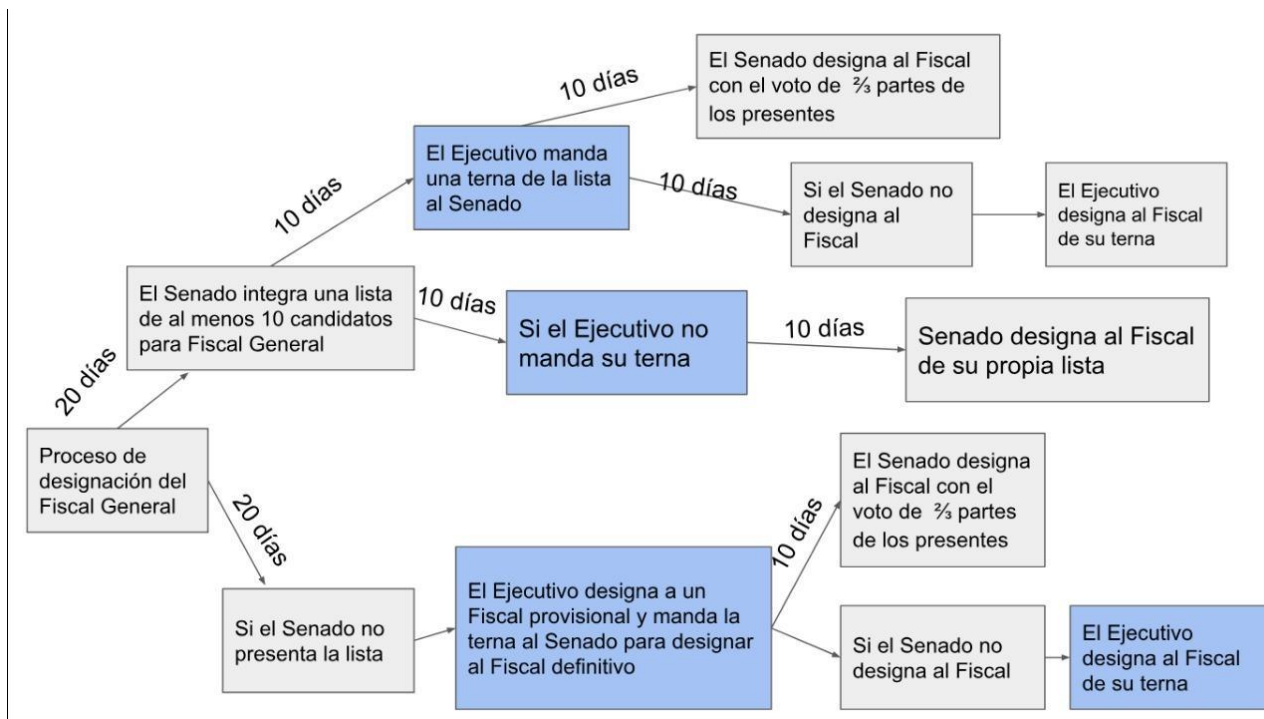 10 días
El Senado designa al Fiscal
con el voto de ⅔ partes de
los presentes
El Ejecutivo manda
una terna de la lista
al Senado
10 días
Si el Senado no
designa al
Fiscal
El Ejecutivo
designa al Fiscal
de su terna
10 días
El Senado integra una lista
de al menos 10 candidatos
para Fiscal General
10 días
Si el Ejecutivo no
manda su terna
10 días
Senado designa al Fiscal
de su propia lista
20 días
Proceso de
designación del
Fiscal General
20 días
Si el Senado no
presenta la lista
El Ejecutivo designa a un
Fiscal provisional y manda la
terna al Senado para designar
al Fiscal definitivo
10 días
El Senado designa
al Fiscal con el
voto de ⅔ partes
de los presentes
Si el Senado no
designa al Fiscal
El Ejecutivo
designa al Fiscal
de su terna